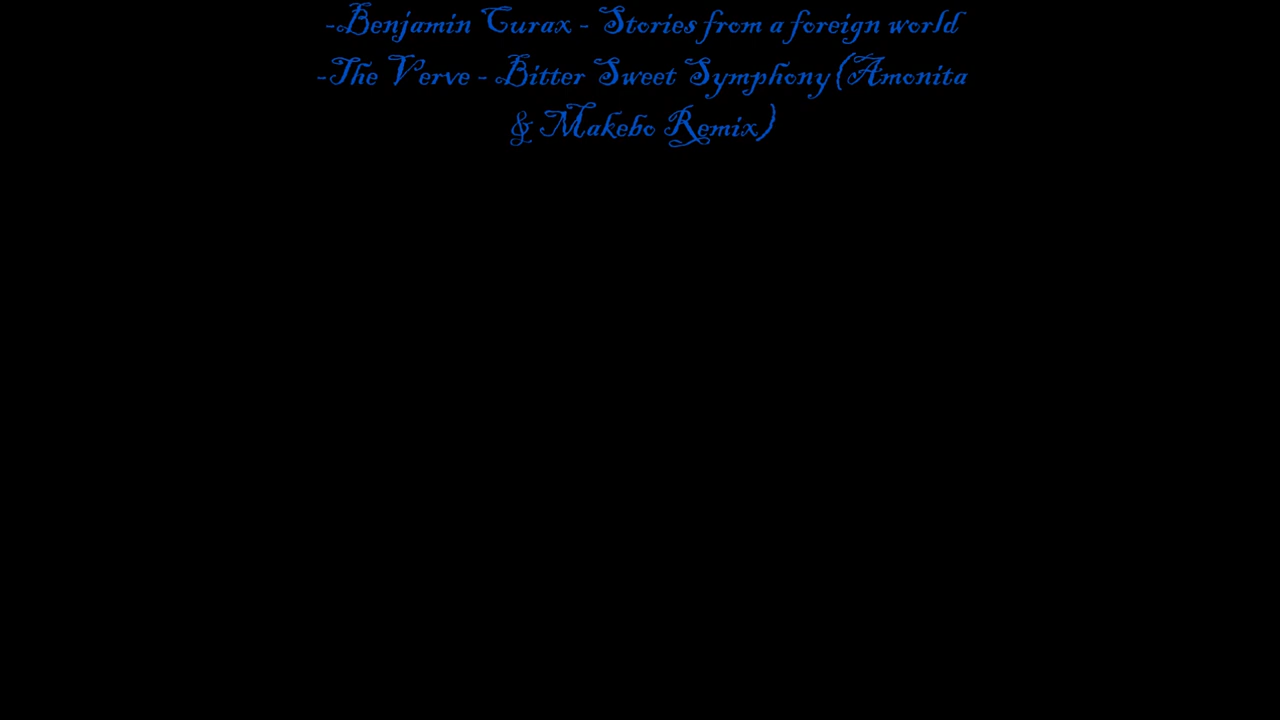 -Benjamin Curax - Stories from a foreign world
-The Verve - Bitter Sweet Symphony(Amonita
& Makebo Remix)